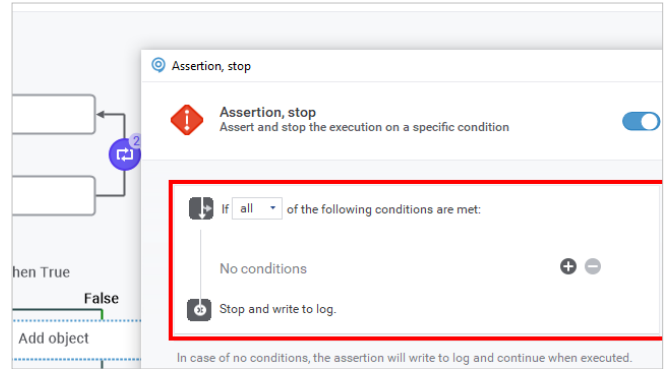 Assertion, stop
Assertion, stop
Assert and stop the execution on a specific condition
2
If all of the following conditions are met:
No conditions
hen True
False
Stop and write to log.
Add object
In case of no conditions, the assertion will write to log and continue when executed.